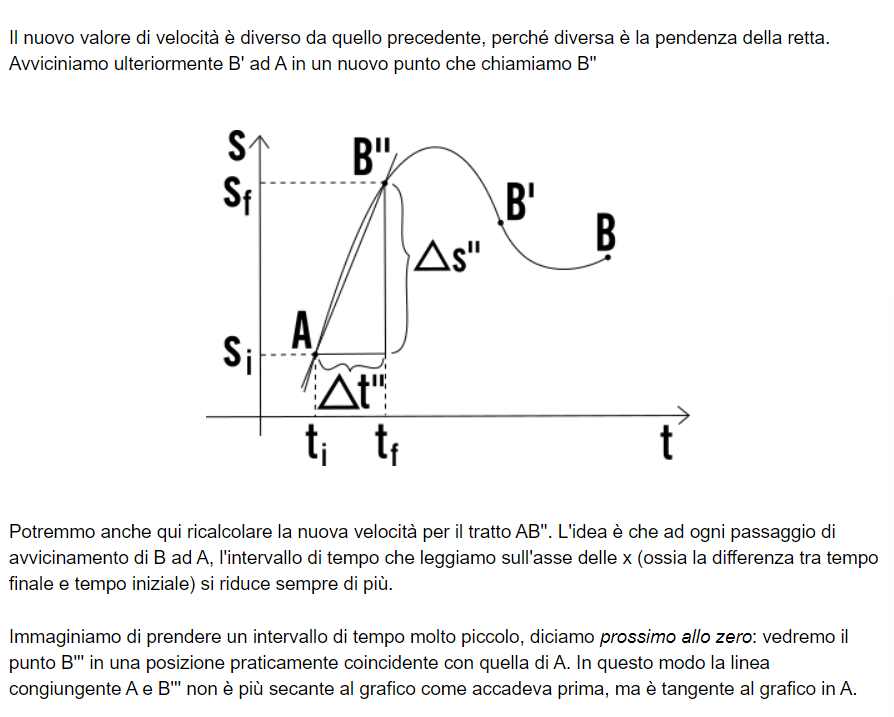 Il nuovo valore di velocità è diverso da quello precedente, perché diversa è la pendenza della retta.
Avviciniamo ulteriormente B' ad A in un nuovo punto che chiamiamo B"
S
B"
Sf
B'
B
Δs"
A
Si
Δt"
ti tf t
Potremmo anche qui ricalcolare la nuova velocità per il tratto AB". L'idea è che ad ogni passaggio di
avvicinamento di B ad A, l'intervallo di tempo che leggiamo sull'asse delle x (ossia la differenza tra tempo
finale e tempo iniziale) si riduce sempre di più.
Immaginiamo di prendere un intervallo di tempo molto piccolo, diciamo prossimo allo zero: vedremo il
punto B''' in una posizione praticamente coincidente con quella di A. In questo modo la linea
congiungente A e B''' non è più secante al grafico come accadeva prima, ma è tangente al grafico in A.